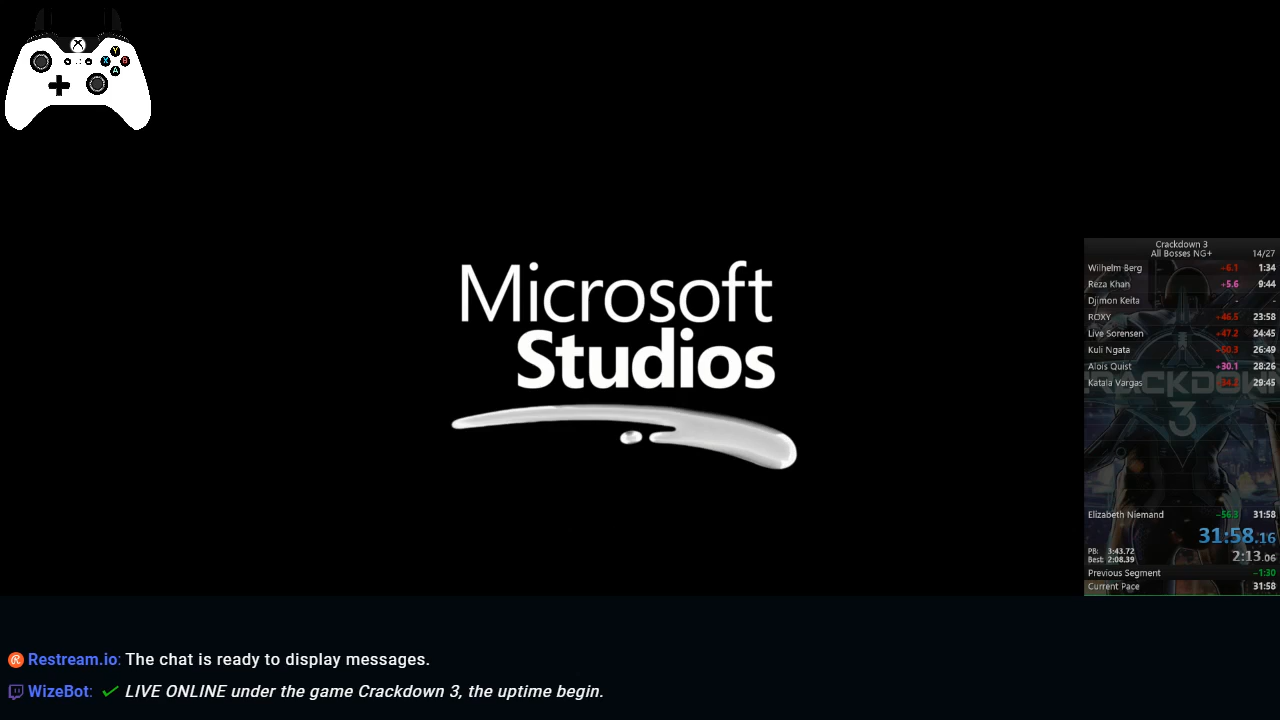 Microsoft
Studios
Crackdown 3
All Bosses NG+ 14/27
Wilhelm Berg +6.1 1:34
Reza Khan +5.6 9:44
Djimon Keita - -
ROXY +46.5 23:58
Live Sorensen +47.2 24:45
Kuli Ngata +60.3 26:49
Alois Quist +30.1 28:26
Katala Vargas 29:45
CRACKDOWN
3
Elizabeth Niemand −56.3 31:58
31:58.16
PB: 3:43.72
Best: 2:08.39
2:13.06
Previous Segment −1:30
Current Pace 31:58
Restream.io: The chat is ready to display messages.
WizeBot: ✓ LIVE ONLINE under the game Crackdown 3, the uptime begin.
X Y B A